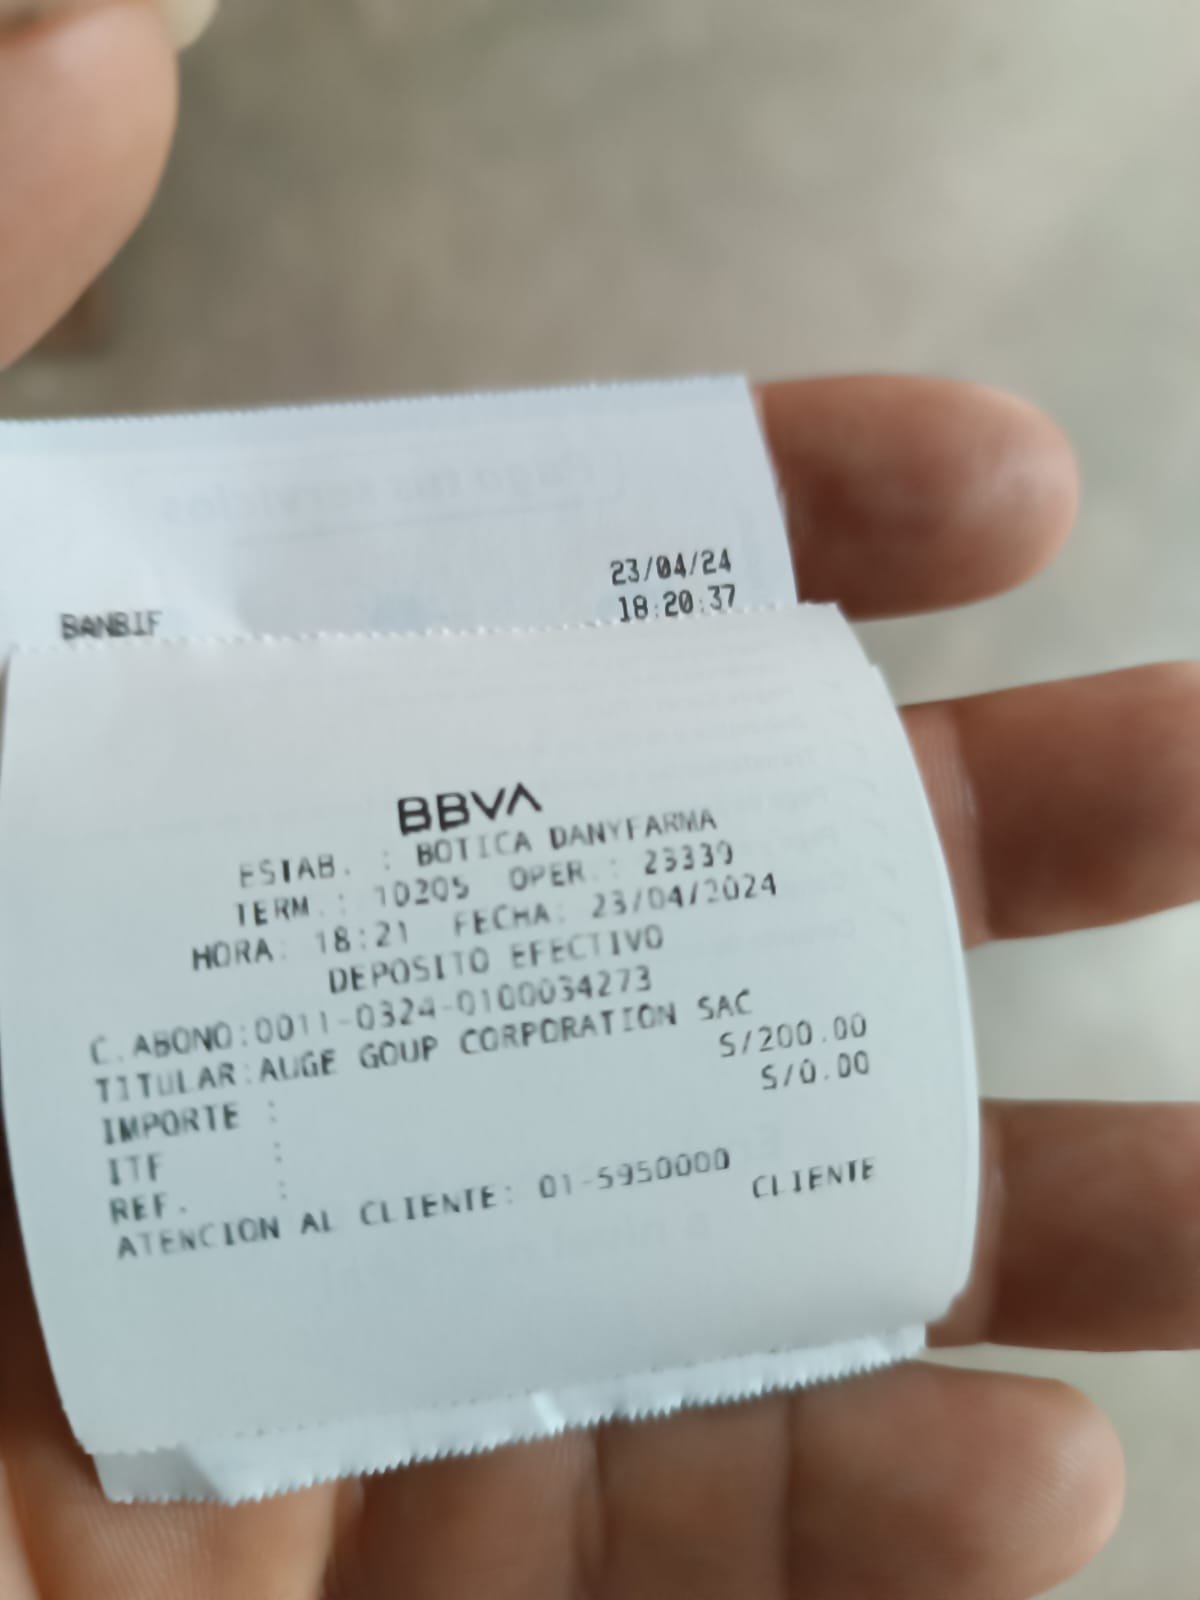 23/04/24
BANBIF 18:20:37
BBVA
ESTAB. : BOTICA DANYFARMA
TERM.: 10205 OPER.: 23339
HORA: 18:21 FECHA: 23/04/2024
DEPOSITO EFECTIVO
C.ABONO:0011-0324-0100034273
TITULAR:AUGE GOUP CORPORATION SAC
IMPORTE : S/200.00
ITF : S/0.00
REF. :
ATENCION AL CLIENTE: 01-5950000
CLIENTE